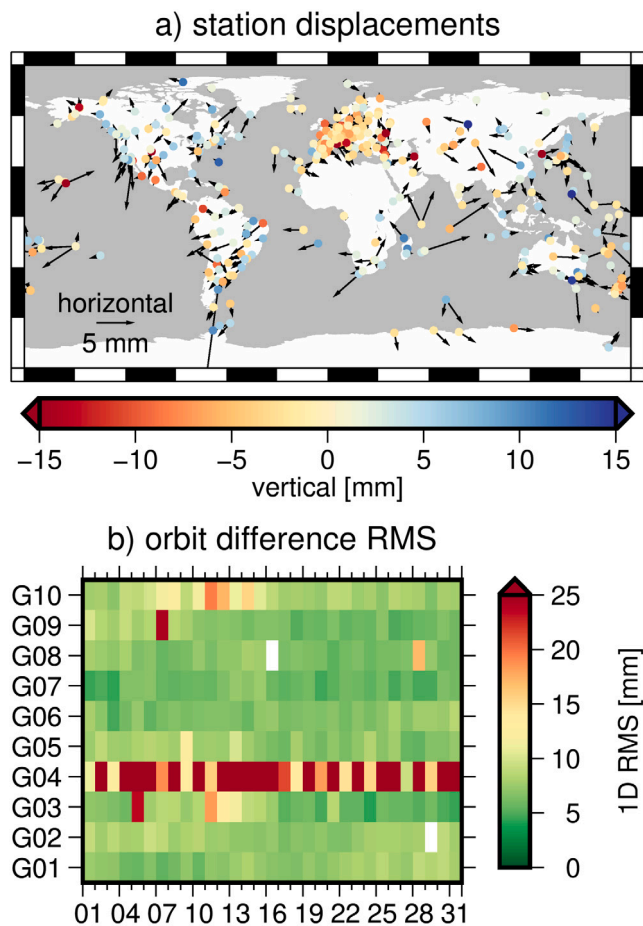 a) station displacements
horizontal
5 mm
−15 −10 −5 0 5 10 15
vertical [mm]
b) orbit difference RMS
G10
G09
G08
G07
G06
G05
G04
G03
G02
G01
01 04 07 10 13 16 19 22 25 28 31
25
20
15
10
5
0
1D RMS [mm]